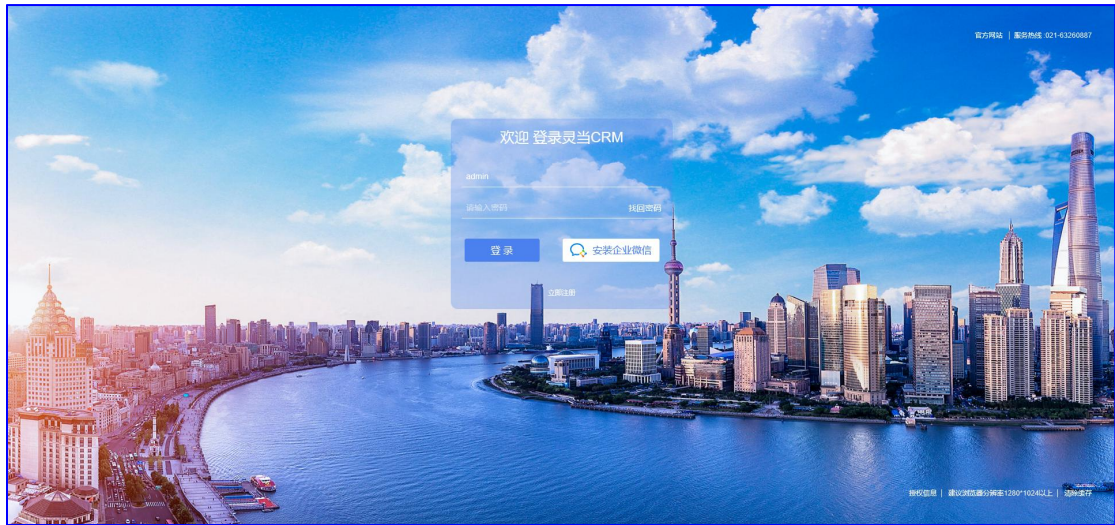 官方网站 | 服务热线:021-63260887
欢迎 登录灵当CRM
admin
请输入密码 找回密码
登 录 安装企业微信
立即注册
授权信息 | 建议浏览器分辨率1280*1024以上 | 清除缓存